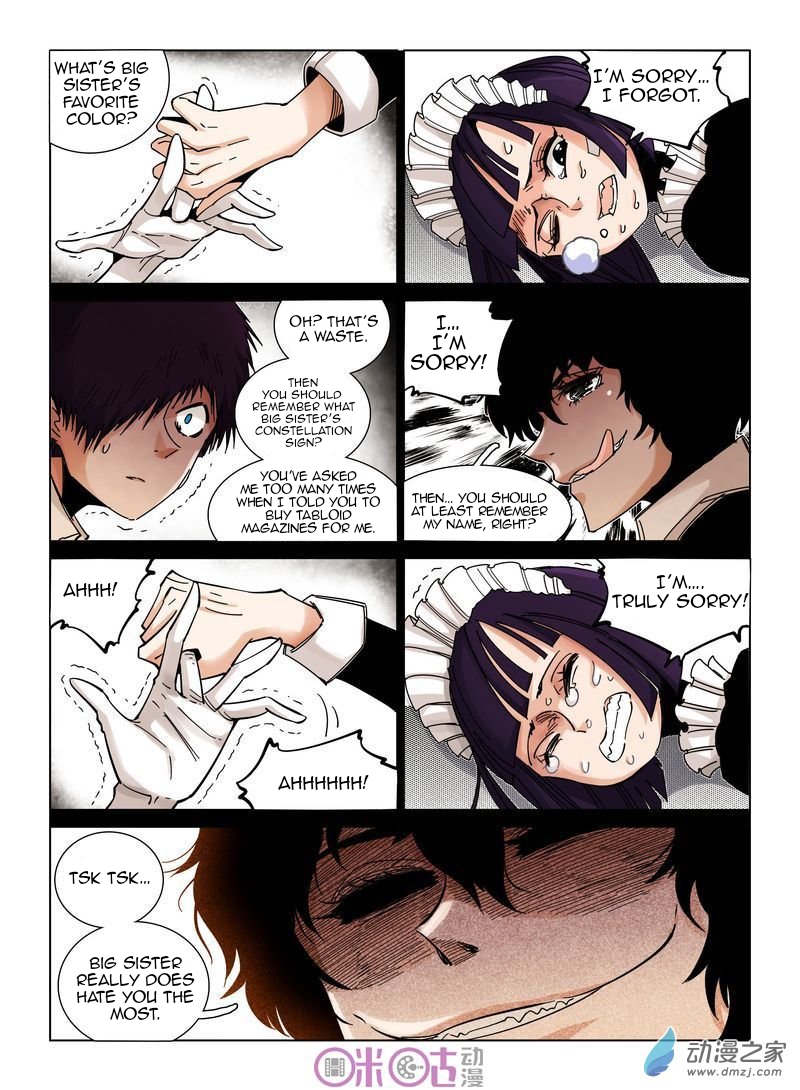 WHAT'S BIG
SISTER'S
FAVORITE
COLOR?
I'M SORRY...
I FORGOT.
OH? THAT'S
A WASTE.
THEN
YOU SHOULD
REMEMBER WHAT
BIG SISTER'S
CONSTELLATION
SIGN?
YOU'VE ASKED
ME TOO MANY TIMES
WHEN I TOLD YOU TO
BUY TABLOID
MAGAZINES FOR ME.
I...
I'M
SORRY!
THEN... YOU SHOULD
AT LEAST REMEMBER
MY NAME, RIGHT?
AHHH!
AHHHHHH!
I'M....
TRULY SORRY!
TSK TSK...
BIG SISTER
REALLY DOES
HATE YOU THE
MOST.
咪咕动漫
动漫之家
www.dmzj.com